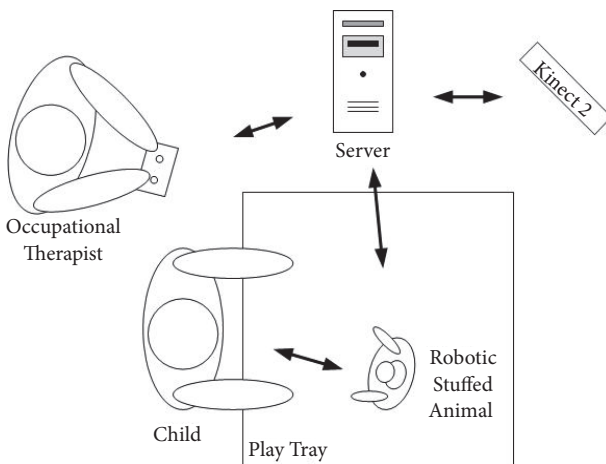 Kinect 2
Server
Occupational
Therapist
Robotic
Stuffed
Animal
Child
Play Tray